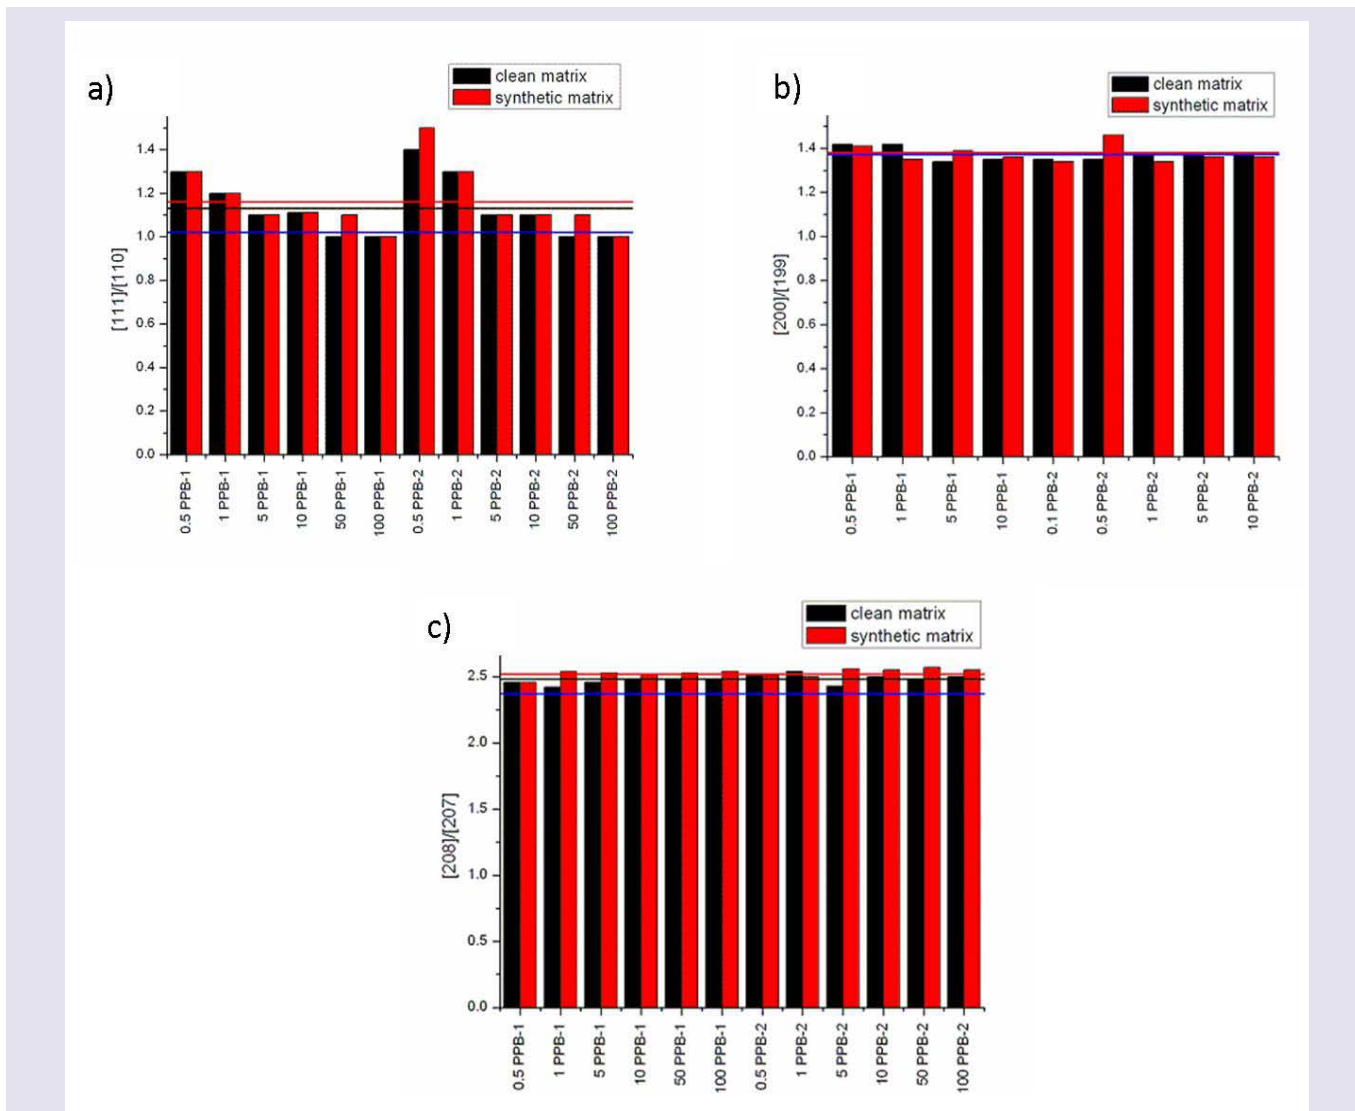 a)
clean matrix
synthetic matrix
[111]/[110]
1.4
1.2
1.0
0.8
0.6
0.4
0.2
0.0
0.5 PPB-1
1 PPB-1
5 PPB-1
10 PPB-1
50 PPB-1
100 PPB-1
0.5 PPB-2
1 PPB-2
5 PPB-2
10 PPB-2
50 PPB-2
100 PPB-2
b)
clean matrix
synthetic matrix
[200]/[199]
1.4
1.2
1.0
0.8
0.6
0.4
0.2
0.0
0.5 PPB-1
1 PPB-1
5 PPB-1
10 PPB-1
0.1 PPB-2
0.5 PPB-2
1 PPB-2
5 PPB-2
10 PPB-2
c)
clean matrix
synthetic matrix
[208]/[207]
2.5
2.0
1.5
1.0
0.5
0.0
0.5 PPB-1
1 PPB-1
5 PPB-1
10 PPB-1
50 PPB-1
100 PPB-1
0.5 PPB-2
1 PPB-2
5 PPB-2
10 PPB-2
50 PPB-2
100 PPB-2